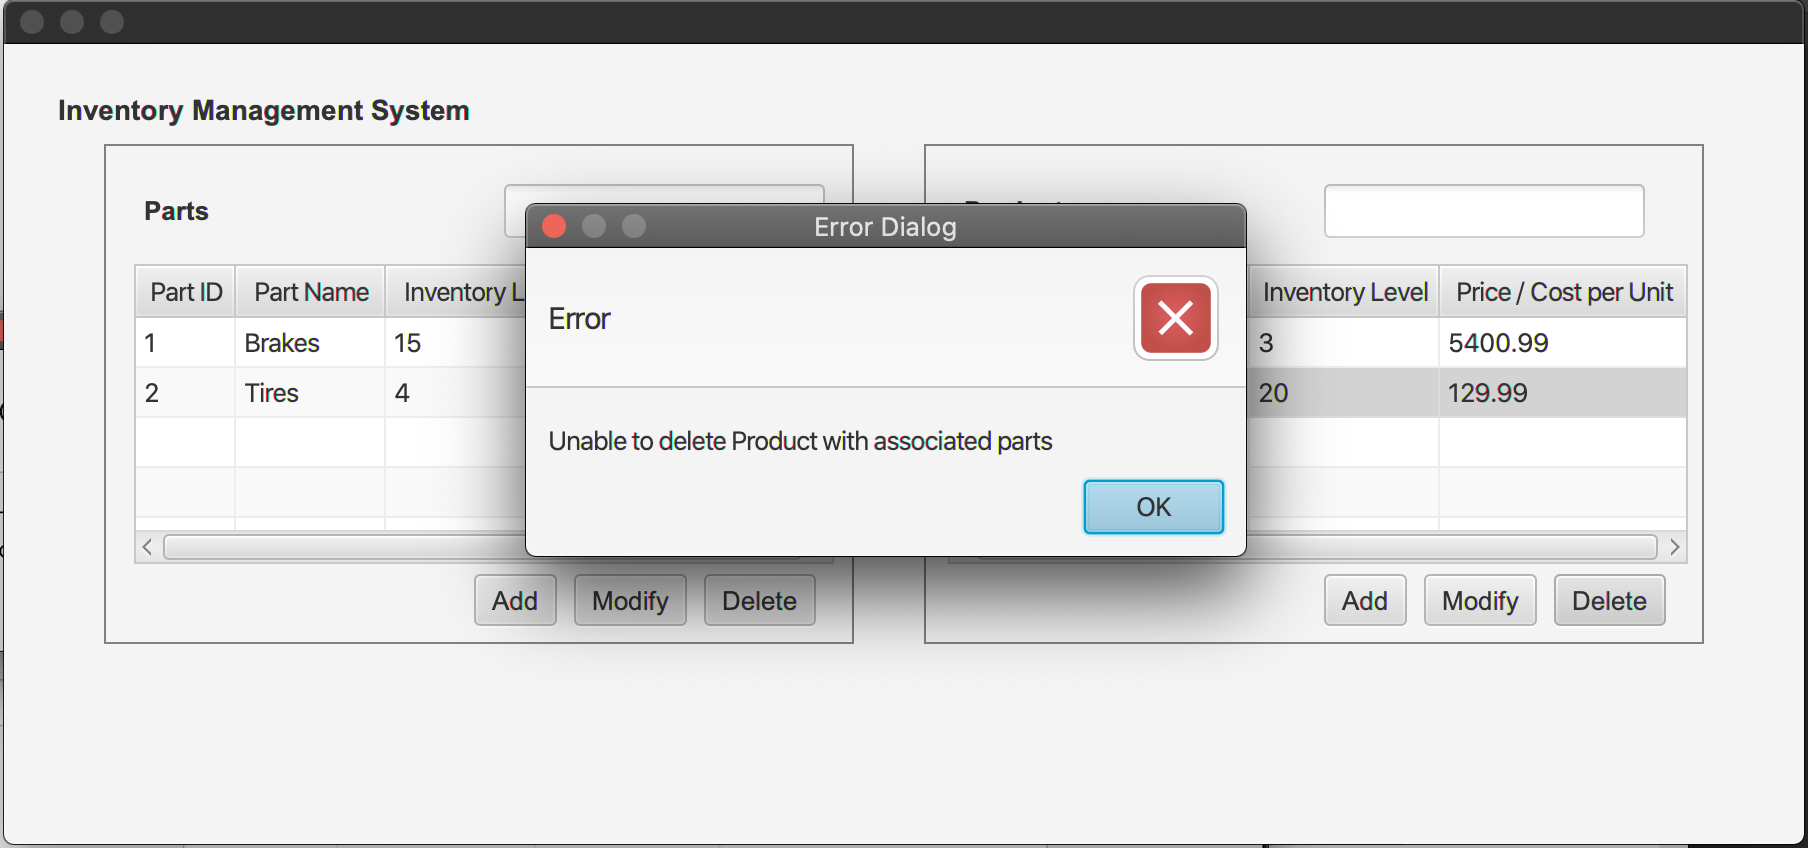 Inventory Management System
Parts
Error Dialog
Part ID Part Name Inventory L
Inventory Level Price / Cost per Unit
Error
1 Brakes 15
3 5400.99
2 Tires 4
20 129.99
Unable to delete Product with associated parts
OK
Add Modify Delete
Add Modify Delete